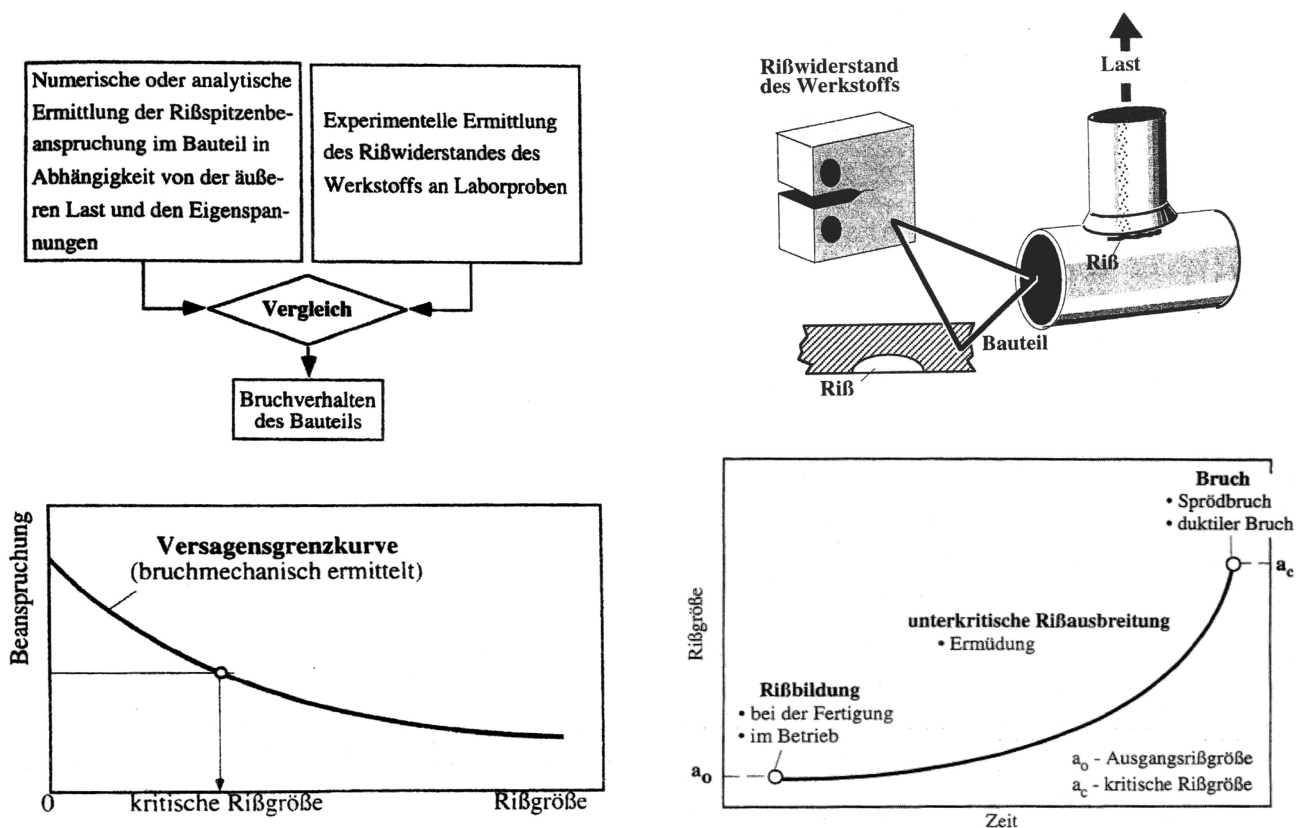 Numerische oder analytische
Ermittlung der Rißspitzenbe-
anspruchung im Bauteil in
Abhängigkeit von der äuße-
ren Last und den Eigenspan-
nungen
Experimentelle Ermittlung
des Rißwiderstandes des
Werkstoffs an Laborproben
Vergleich
Bruchverhalten
des Bauteils
Rißwiderstand
des Werkstoffs
Last
Riß
Bauteil
Riß
Beanspruchung
Versagensgrenzkurve
(bruchmechanisch ermittelt)
0
kritische Rißgröße
Rißgröße
Rißgröße
Bruch
• Sprödbruch
• duktiler Bruch
a_c
unterkritische Rißausbreitung
• Ermüdung
Rißbildung
• bei der Fertigung
• im Betrieb
a_o
a_o - Ausgangsrißgröße
a_c - kritische Rißgröße
Zeit